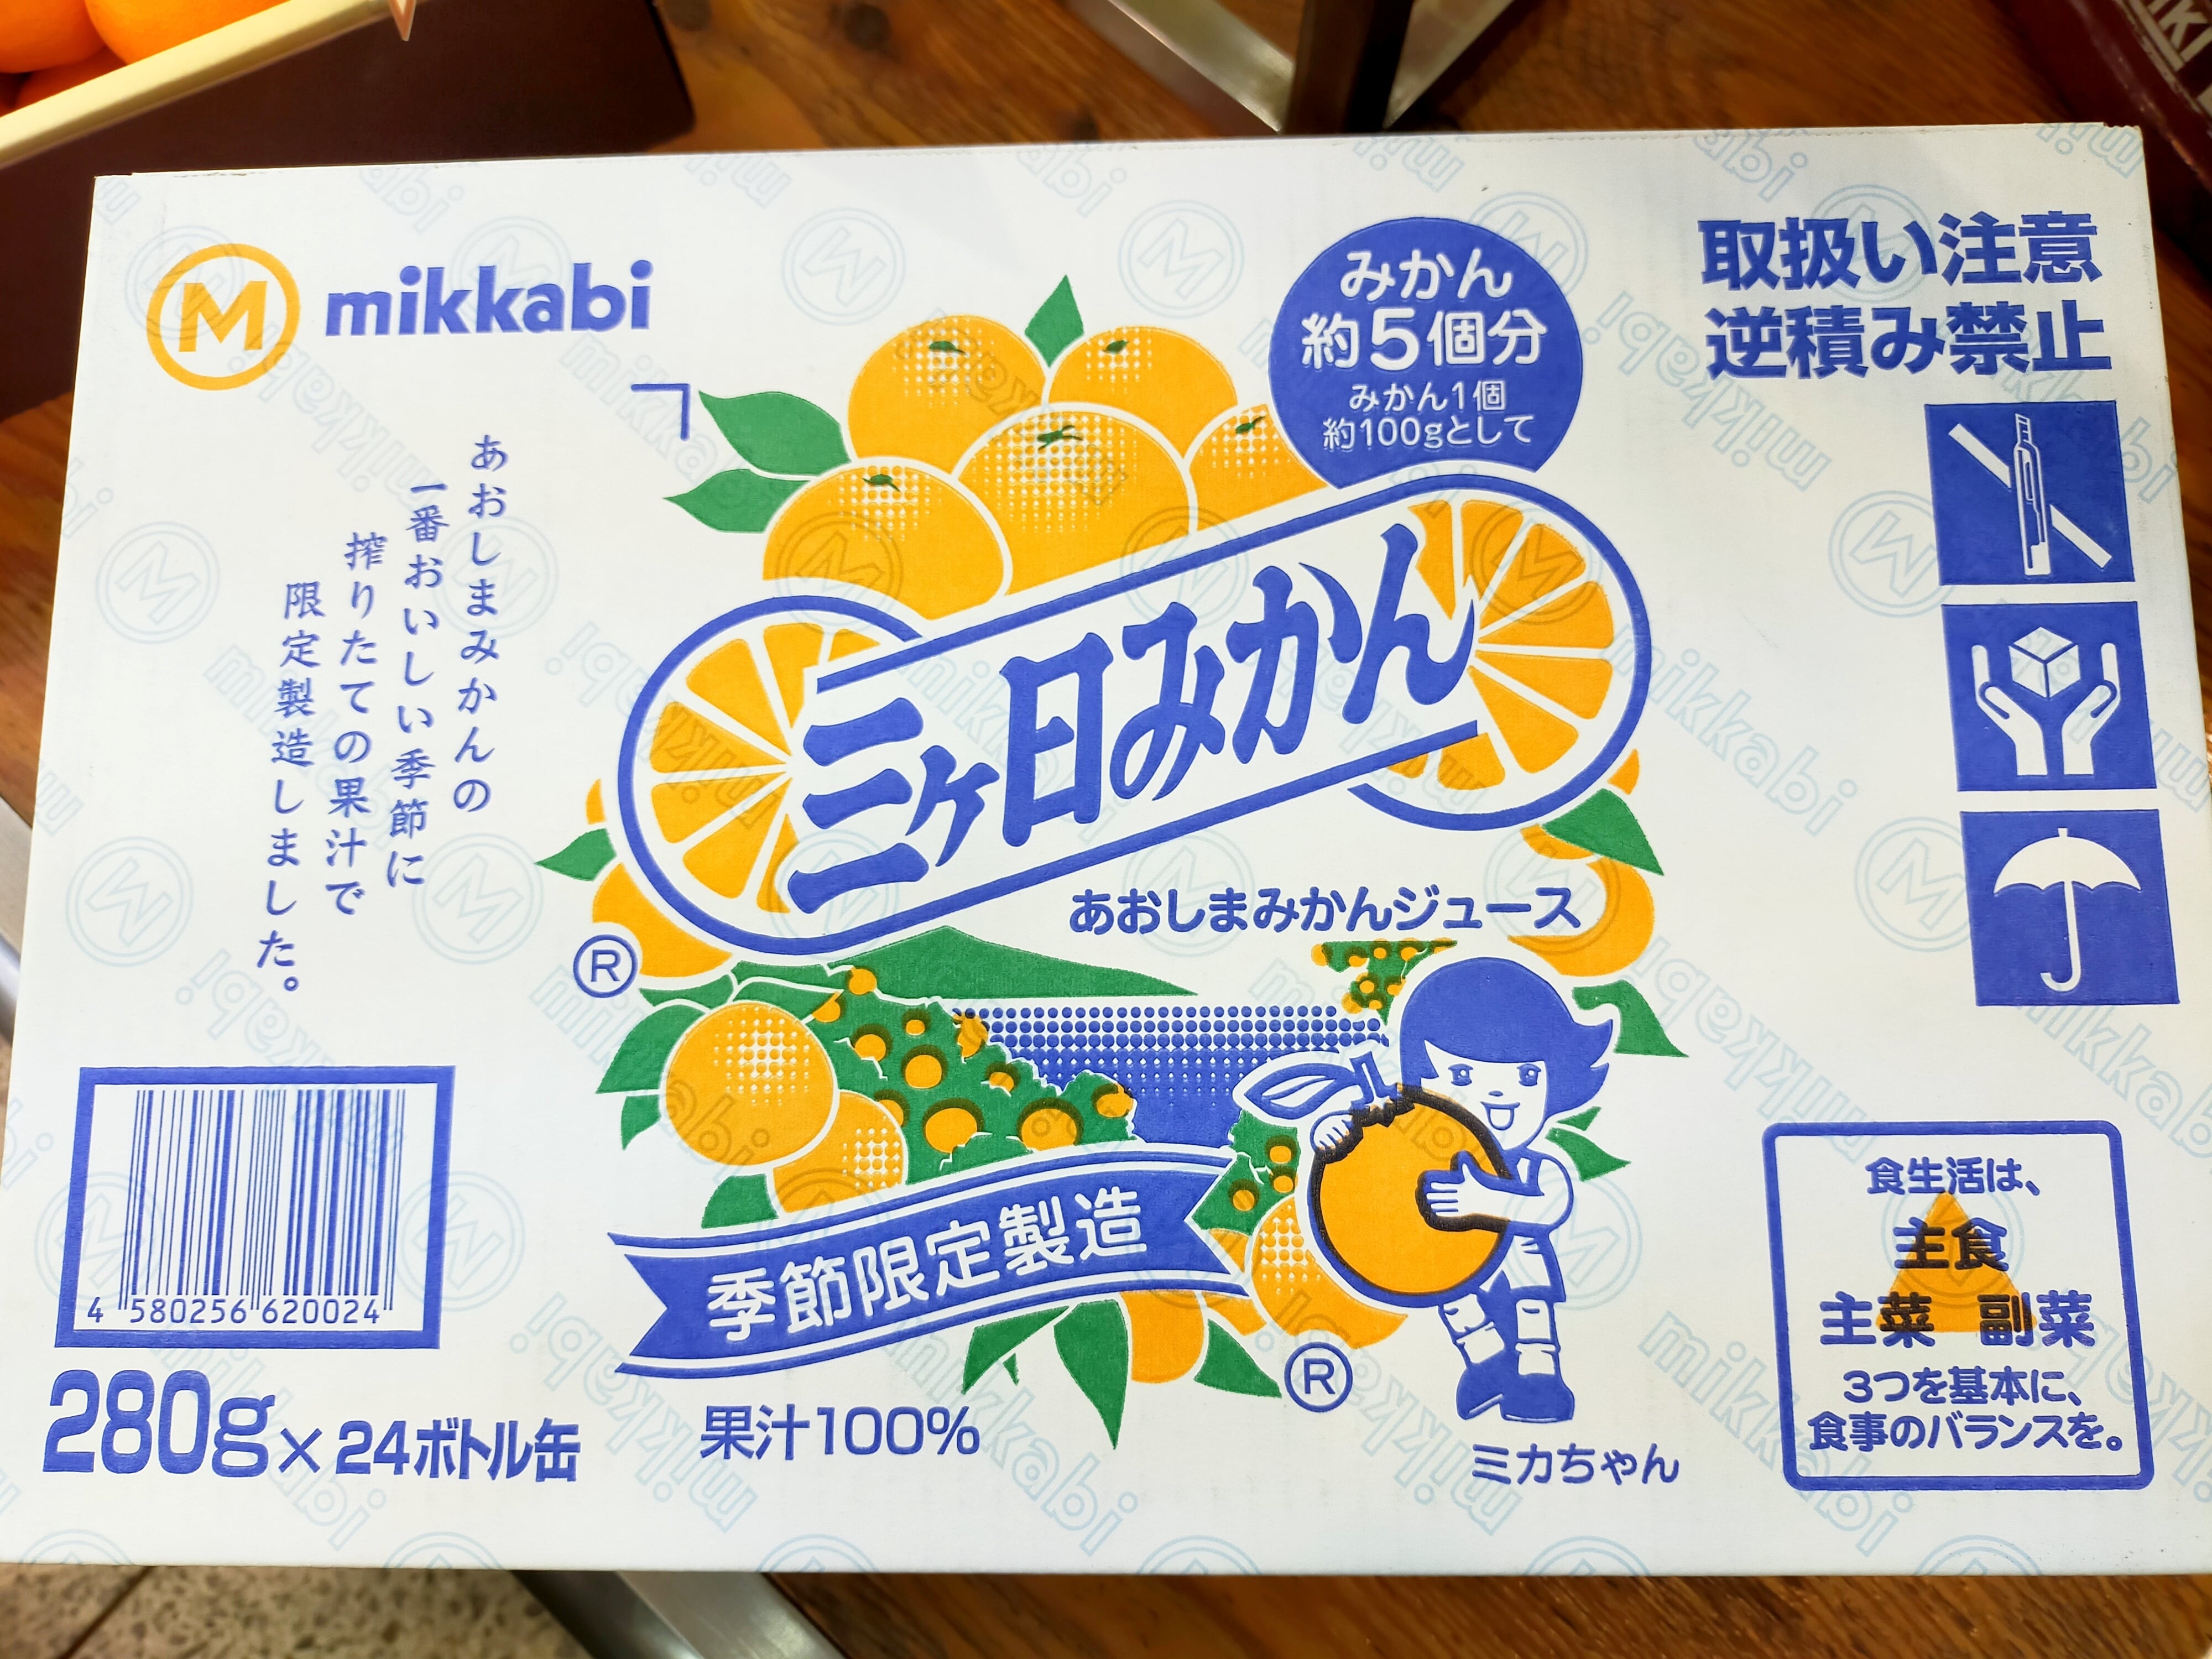 M mikkabi
みかん
約5個分
みかん1個
約100gとして
取扱い注意
逆積み禁止
あおしまみかんの
一番おいしい季節に
搾りたての果汁で
限定製造しました。
三ヶ日みかん
あおしまみかんジュース
®
季節限定製造
®
4 580256 620024
280g×24ボトル缶
果汁100%
ミカちゃん
食生活は、
主食
主菜 副菜
3つを基本に、
食事のバランスを。